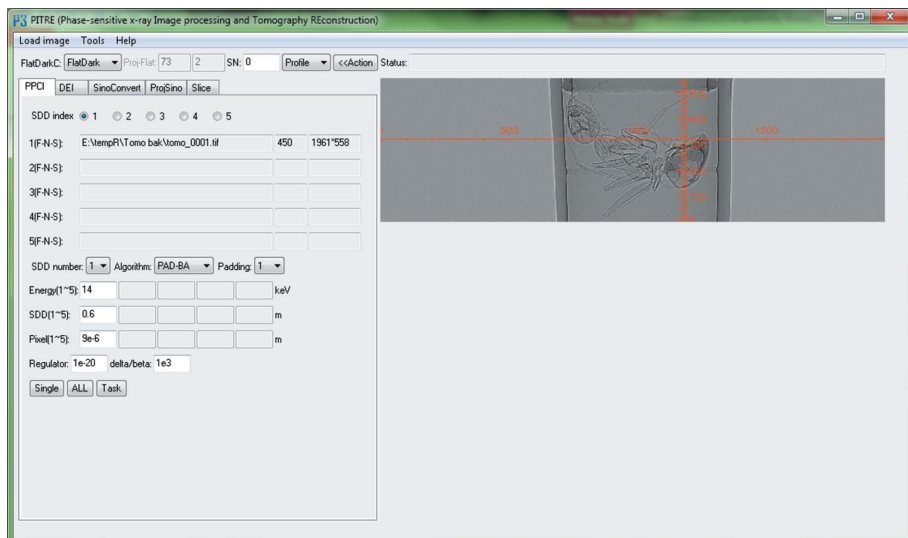 P3 PITRE (Phase-sensitive x-ray Image processing and Tomography REconstruction)
Load image Tools Help
FlatDarkC: FlatDark Proj-Flat: 73 2 SN: 0 Profile <<Action Status:
PPCI DEI SinoConvert ProjSino Slice
SDD index 1 2 3 4 5
1(F-N-S): E:\tempR\Tomo bak\tomo_0001.tif 450 1961*558
2(F-N-S):
3(F-N-S):
4(F-N-S):
5(F-N-S):
SDD number: 1 Algorithm: PAD-BA Padding: 1
Energy(1~5): 14 keV
SDD(1~5): 0.6 m
Pixel(1~5): 9e-6 m
Regulator: 1e-20 delta/beta: 1e3
Single ALL Task
500 1500